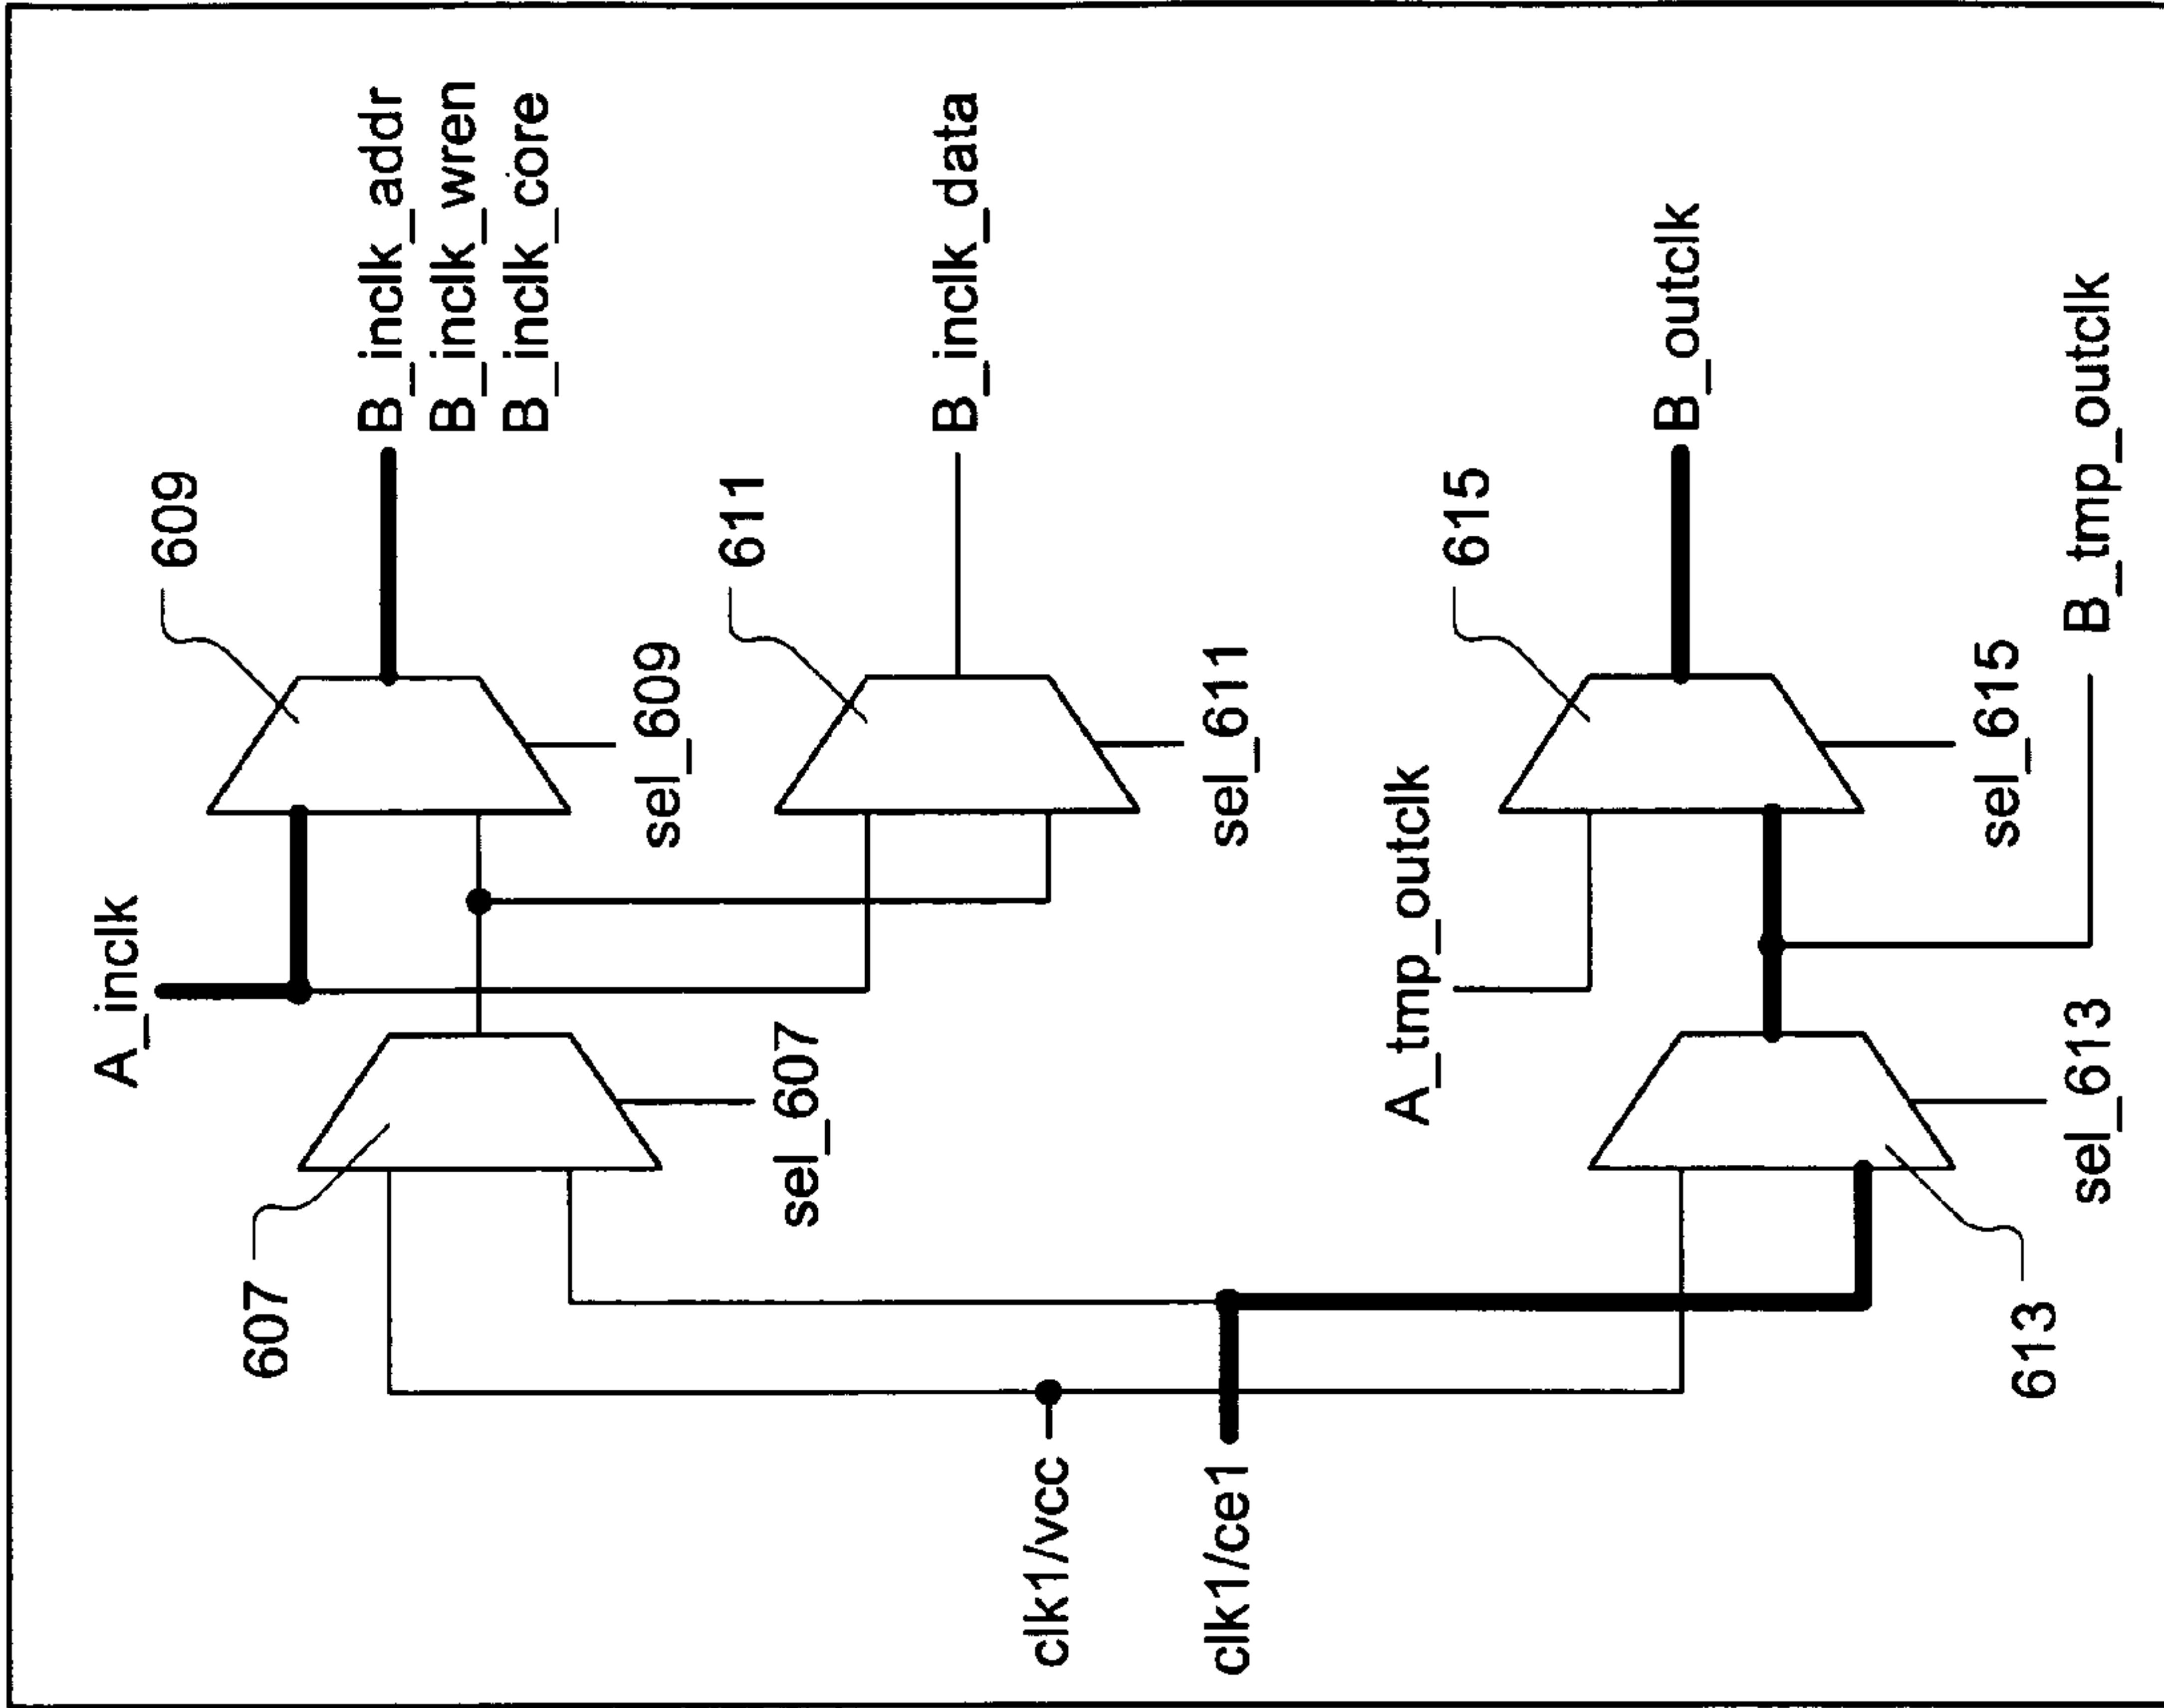 A_inclk
609
B_inclk_addr
B_inclk_wren
B_inclk_core
607
sel_609
611
B_inclk_data
sel_607
sel_611
clk1/vcc
clk1/ce1
A_tmp_outclk
615
B_outclk
sel_615
613
sel_613
B_tmp_outclk